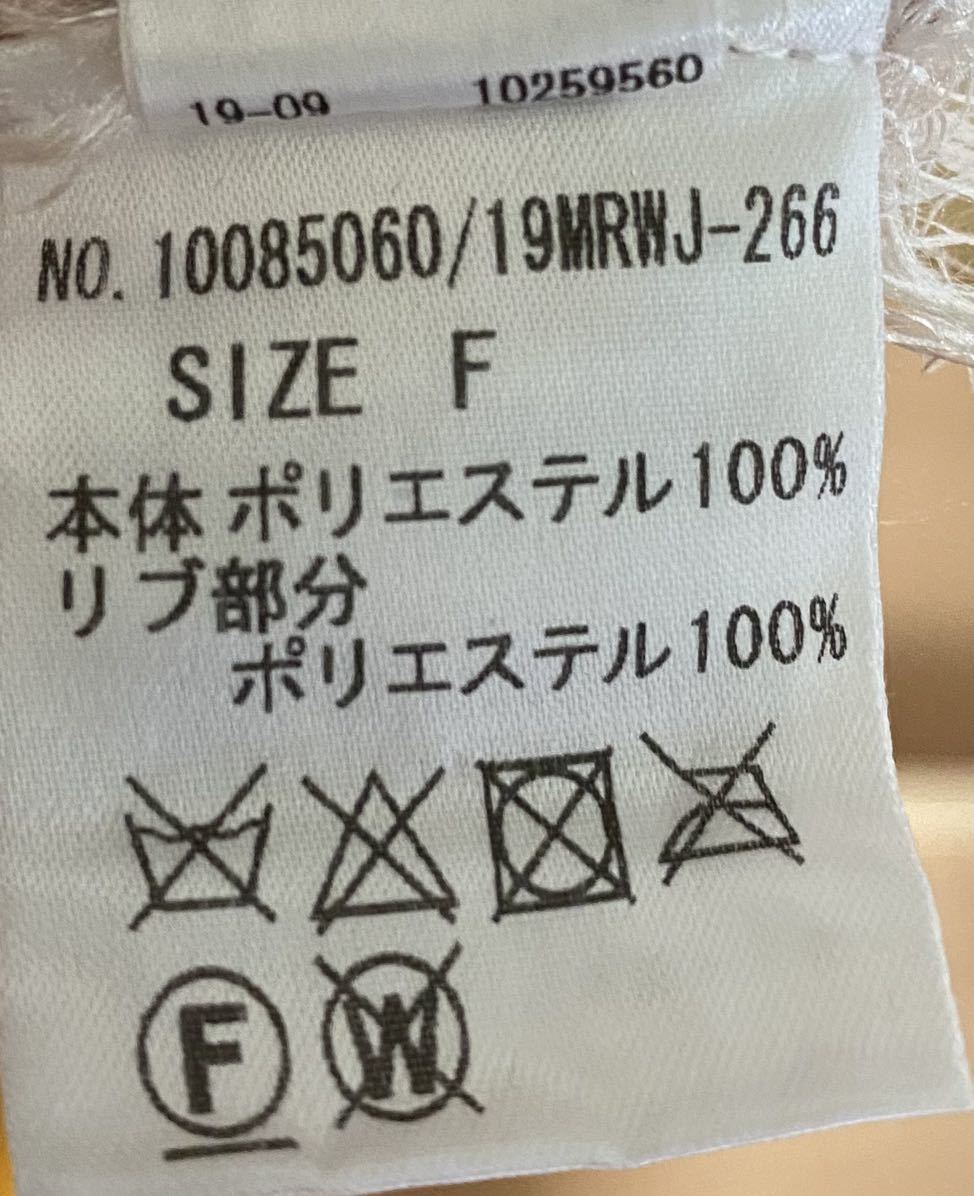 19-09 10259560
NO. 10085060/19MRWJ-266
SIZE F
本体 ポリエステル100%
リブ部分
ポリエステル100%
F W